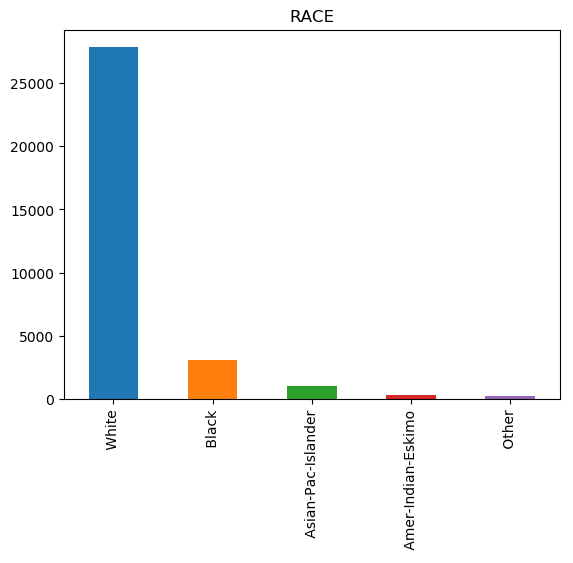 RACE
25000
20000
15000
10000
5000
0
White
Black
Asian-Pac-Islander
Amer-Indian-Eskimo
Other